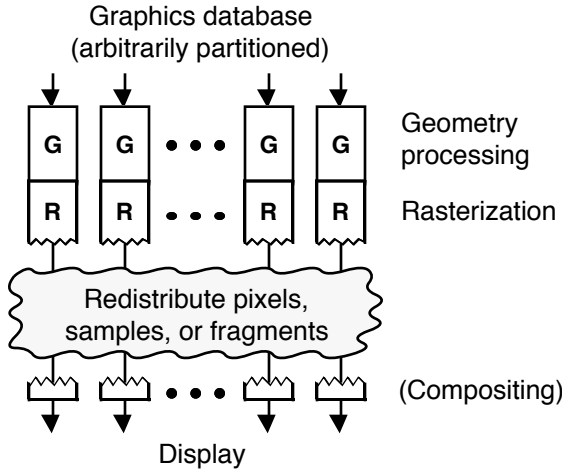 Graphics database
(arbitrarily partitioned)
G G G G
Geometry
processing
R R R R
Rasterization
Redistribute pixels,
samples, or fragments
(Compositing)
Display